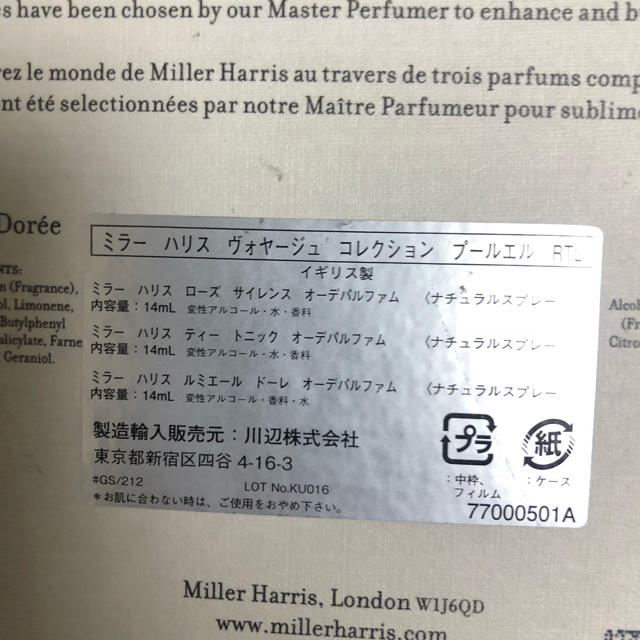 es have been chosen by our Master Perfumer to enhance and b
rez le monde de Miller Harris au travers de trois parfums comp
nt été selectionnées par notre Maître Parfumeur pour sublim
Dorée
NTS:
(Fragrance),
Limonene,
Butylphenyl
alicylate, Farne
Geraniol.
ミラー ハリス ヴォヤージュ コレクション プールエル RTL
イギリス製
ミラー ハリス ローズ サイレンス オーデパルファム 〈ナチュラルスプレー
内容量：14mL 変性アルコール・水・香料
ミラー ハリス ティー トニック オーデパルファム 〈ナチュラルスプレー
内容量：14mL 変性アルコール・水・香料
ミラー ハリス ルミエール ドーレ オーデパルファム 〈ナチュラルスプレー
内容量：14mL 変性アルコール・香料・水
製造輸入販売元：川辺株式会社
東京都新宿区四谷 4-16-3
#GS/212 LOT No.KU016
＊お肌に合わない時は、ご使用をおやめください。
プラ
：中枠、
フィルム
紙
：ケース
77000501A
Alcoh
(Fr
Citro
Miller Harris, London W1J6QD
www.millerharris.com